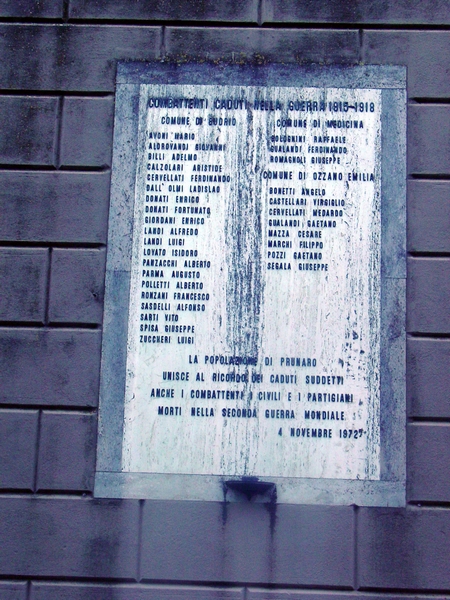 COMBATTENTI CADUTI NELLA GUERRA 1915-1918
COMUNE DI BUDRIO
AVONI MARIO
ALDROVANDI GIOVANNI
BILLI ADELMO
CALZOLARI ARISTIDE
CERVELLATI FERDINANDO
DALL'OLMI LADISLAO
DONATI ENRICO
DONATI FORTUNATO
GIORDANI ENRICO
LANDI ALFREDO
LANDI LUIGI
LOVATO ISIDORO
PANZACCHI ALBERTO
PARMA AUGUSTO
POLLETTI ALBERTO
RONZANI FRANCESCO
SASDELLI ALFONSO
SARTI VITO
SPIGA GIUSEPPE
ZUCCHERI LUIGI
COMUNE DI MEDICINA
RAFFAELE
GUALANDI FERDINANDO
ROMAGNOLI GIUSEPPE
COMUNE DI OZZANO EMILIA
BONETTI ANGELO
CASTELLARI VIRGIGLIO
CERVELLATI MEDARDO
GUALANDI GAETANO
MAZZA CESARE
MARCHI FILIPPO
POZZI GAETANO
SEGALA GIUSEPPE
LA POPOLAZIONE DI PRUNARO
UNISCE AL RICORDO DEI CADUTI SUDDETTI
ANCHE I COMBATTENTI I CIVILI E I PARTIGIANI
MORTI NELLA SECONDA GUERRA MONDIALE
4 NOVEMBRE 1972